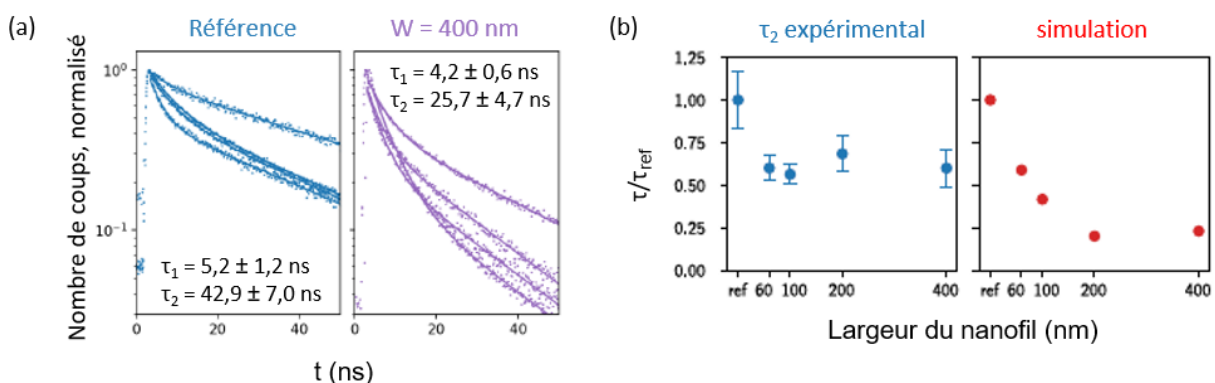 (a)
Référence
W = 400 nm
Nombre de coups, normalisé
10⁰
10⁻¹
τ₁ = 5,2 ± 1,2 ns
τ₂ = 42,9 ± 7,0 ns
τ₁ = 4,2 ± 0,6 ns
τ₂ = 25,7 ± 4,7 ns
0 20 40 0 20 40
t (ns)
(b)
τ₂ expérimental
simulation
τ/τref
1.25
1.00
0.75
0.50
0.25
0.00
ref 60 100 200 400 ref 60 100 200 400
Largeur du nanofil (nm)